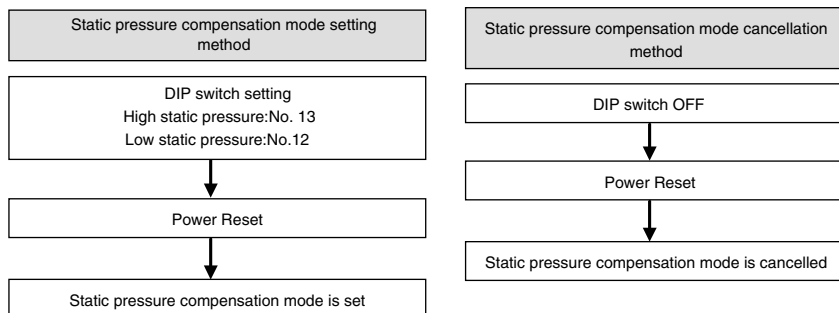 Static pressure compensation mode setting
method
DIP switch setting
High static pressure:No. 13
Low static pressure:No.12
Power Reset
Static pressure compensation mode is set
Static pressure compensation mode cancellation
method
DIP switch OFF
Power Reset
Static pressure compensation mode is cancelled